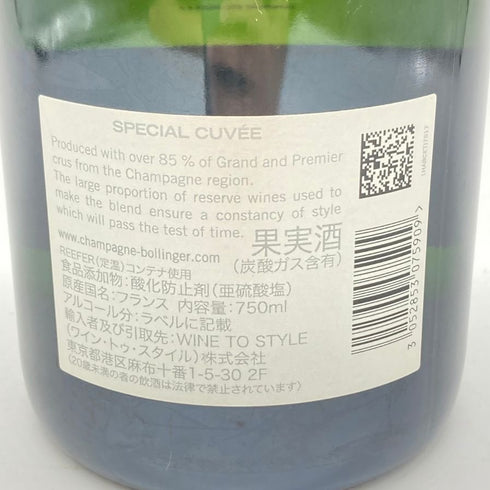 SPECIAL CUVÉE
Produced with over 85 % of Grand and Premier
crus from the Champagne region.
The large proportion of reserve wines used to
make the blend ensure a constancy of style
which will pass the test of time.
www.champagne-bollinger.com
果実酒
(炭酸ガス含有)
REEFER(定温)コンテナ使用
食品添加物:酸化防止剤(亜硫酸塩)
原産国名:フランス 内容量:750ml
アルコール分:ラベルに記載
輸入者及び引取先:WINE TO STYLE
(ワイン・トゥ・スタイル)株式会社
東京都港区麻布十番1-5-30 2F
(20歳未満の者の飲酒は法律で禁止されています)
3 052853 075909 >